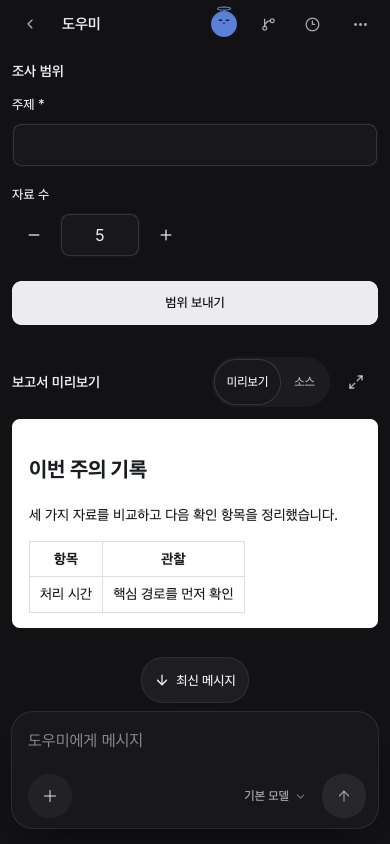 도우미
조사 범위
주제 *
자료 수
5
범위 보내기
보고서 미리보기
미리보기
소스
이번 주의 기록
세 가지 자료를 비교하고 다음 확인 항목을 정리했습니다.
항목 관찰
처리 시간 핵심 경로를 먼저 확인
최신 메시지
도우미에게 메시지
기본 모델